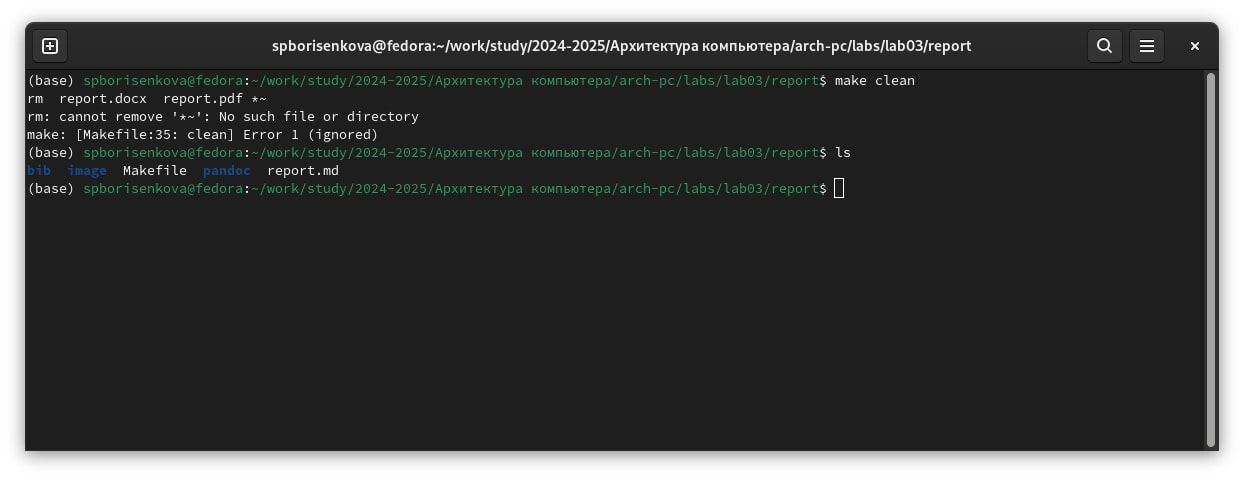 spborisenkova@fedora:~/work/study/2024-2025/Архитектура компьютера/arch-pc/labs/lab03/report
(base) spborisenkova@fedora:~/work/study/2024-2025/Архитектура компьютера/arch-pc/labs/lab03/report$ make clean
rm  report.docx  report.pdf *~
rm: cannot remove '*~': No such file or directory
make: [Makefile:35: clean] Error 1 (ignored)
(base) spborisenkova@fedora:~/work/study/2024-2025/Архитектура компьютера/arch-pc/labs/lab03/report$ ls
bib  image  Makefile  pandoc  report.md
(base) spborisenkova@fedora:~/work/study/2024-2025/Архитектура компьютера/arch-pc/labs/lab03/report$